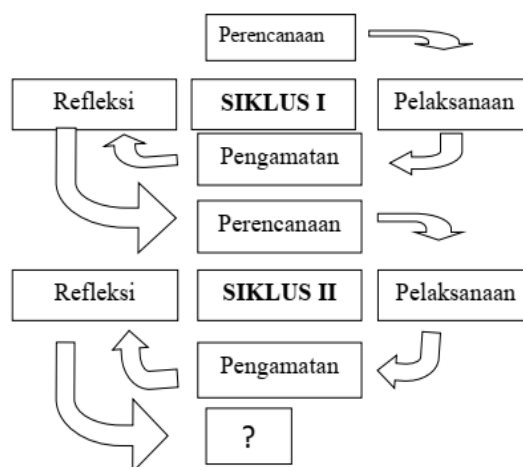 Perencanaan
Refleksi
SIKLUS I
Pelaksanaan
Pengamatan
Perencanaan
Refleksi
SIKLUS II
Pelaksanaan
Pengamatan
?